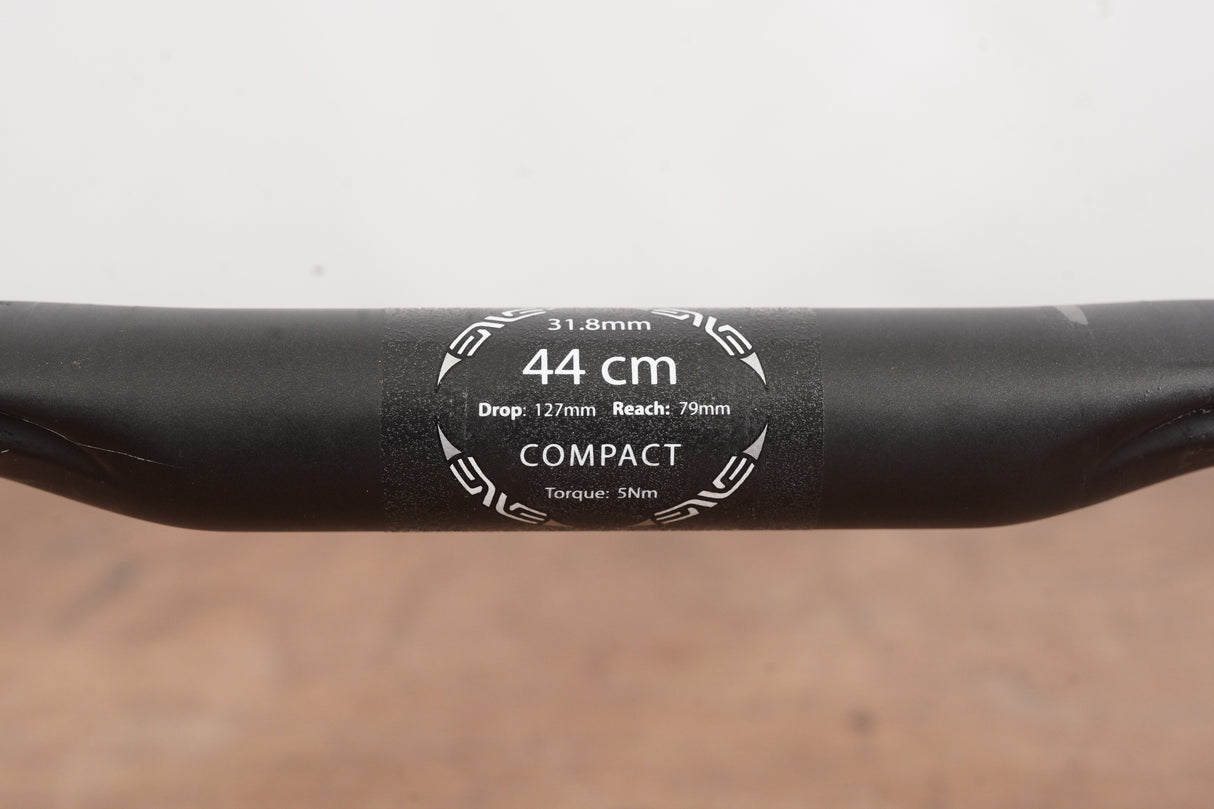 31.8mm
44 cm
Drop: 127mm Reach: 79mm
COMPACT
Torque: 5Nm